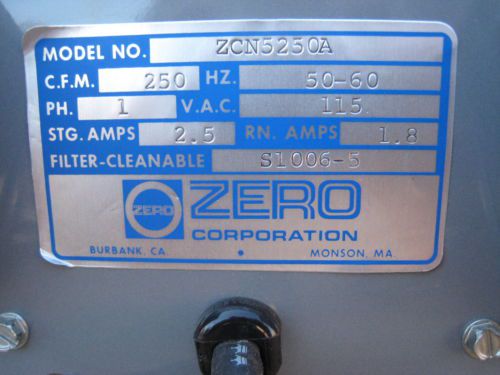 MODEL NO. ZCN5250A
C.F.M. 250 HZ. 50-60
PH. 1 V.A.C. 115
STG. AMPS 2.5 RN. AMPS 1.8
FILTER-CLEANABLE S1006-5
ZERO ZERO
CORPORATION
BURBANK, CA. • MONSON, MA.